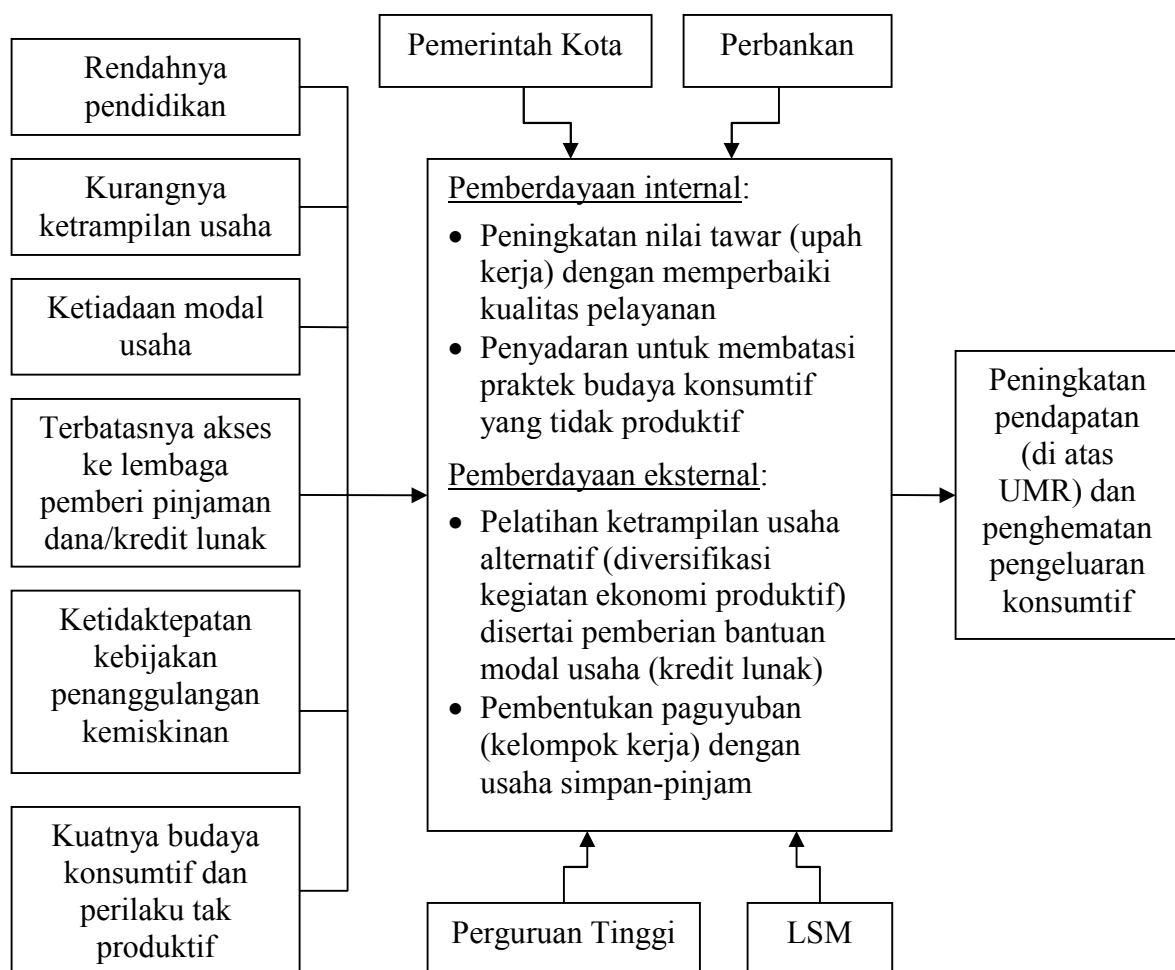 Pemerintah Kota
Perbankan
Rendahnya
pendidikan
Kurangnya
ketrampilan usaha
Ketiadaan modal
usaha
Terbatasnya akses
ke lembaga
pemberi pinjaman
dana/kredit lunak
Ketidaktepatan
kebijakan
penanggulangan
kemiskinan
Kuatnya budaya
konsumtif dan
perilaku tak
produktif
Pemberdayaan internal:
• Peningkatan nilai tawar (upah
kerja) dengan memperbaiki
kualitas pelayanan
• Penyadaran untuk membatasi
praktek budaya konsumtif
yang tidak produktif
Pemberdayaan eksternal:
• Pelatihan ketrampilan usaha
alternatif (diversifikasi
kegiatan ekonomi produktif)
disertai pemberian bantuan
modal usaha (kredit lunak)
• Pembentukan paguyuban
(kelompok kerja) dengan
usaha simpan-pinjam
Peningkatan
pendapatan
(di atas
UMR) dan
penghematan
pengeluaran
konsumtif
Perguruan Tinggi
LSM